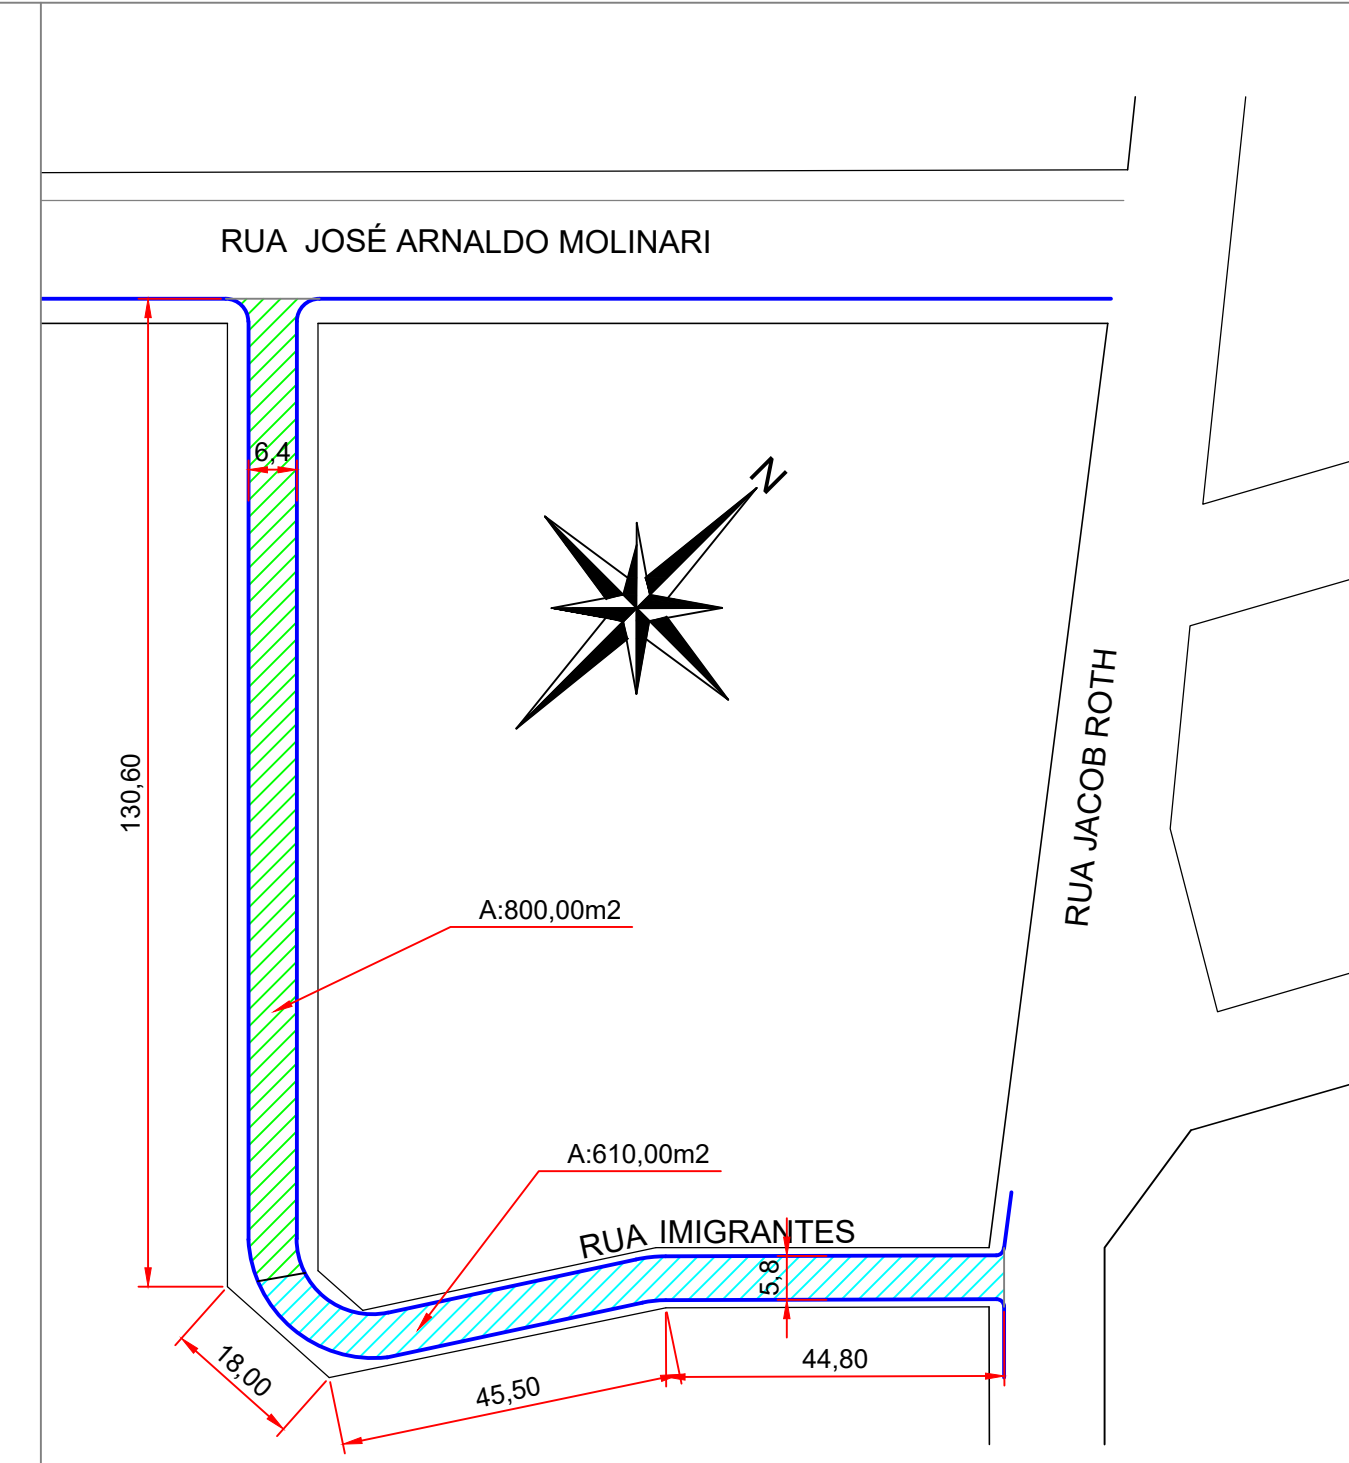 RUA JOSÉ ARNALDO MOLINARI
6,4
N
130,60
RUA JACOB ROTH
A:800,00m2
A:610,00m2
RUA IMIGRANTES
5,8
18,00
45,50
44,80